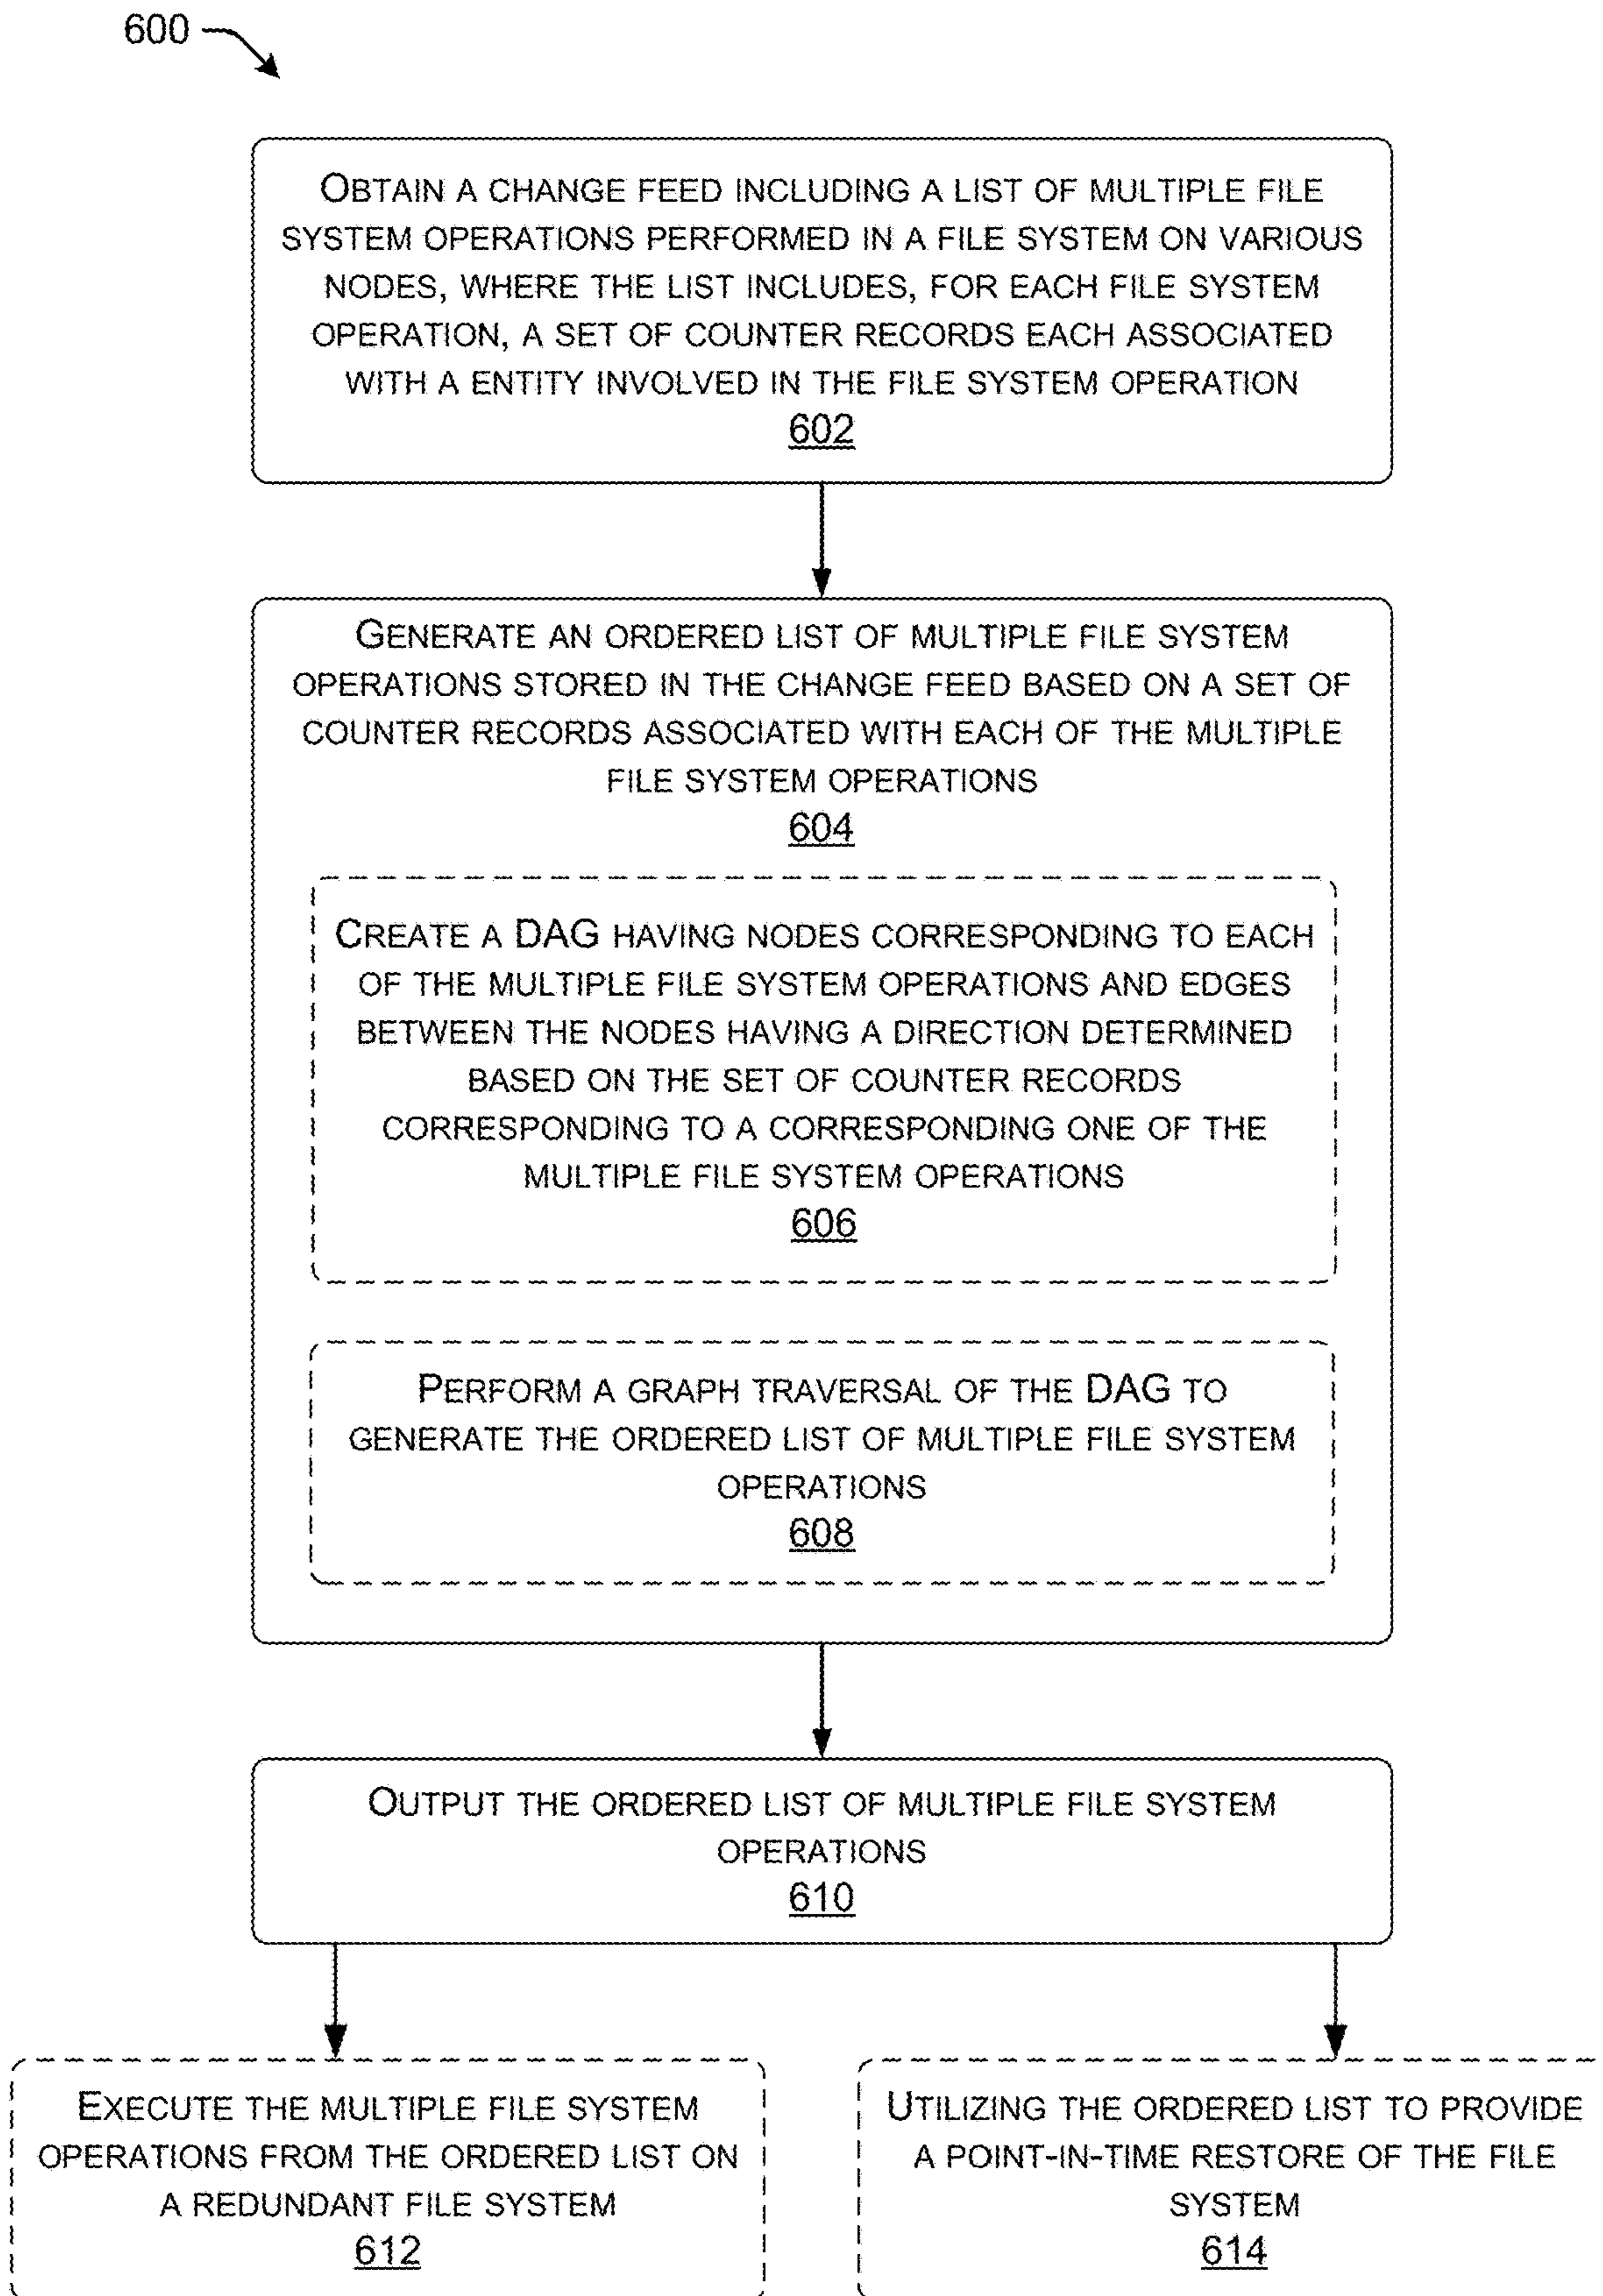 600
OBTAIN A CHANGE FEED INCLUDING A LIST OF MULTIPLE FILE
SYSTEM OPERATIONS PERFORMED IN A FILE SYSTEM ON VARIOUS
NODES, WHERE THE LIST INCLUDES, FOR EACH FILE SYSTEM
OPERATION, A SET OF COUNTER RECORDS EACH ASSOCIATED
WITH A ENTITY INVOLVED IN THE FILE SYSTEM OPERATION
602
GENERATE AN ORDERED LIST OF MULTIPLE FILE SYSTEM
OPERATIONS STORED IN THE CHANGE FEED BASED ON A SET OF
COUNTER RECORDS ASSOCIATED WITH EACH OF THE MULTIPLE
FILE SYSTEM OPERATIONS
604
CREATE A DAG HAVING NODES CORRESPONDING TO EACH
OF THE MULTIPLE FILE SYSTEM OPERATIONS AND EDGES
BETWEEN THE NODES HAVING A DIRECTION DETERMINED
BASED ON THE SET OF COUNTER RECORDS
CORRESPONDING TO A CORRESPONDING ONE OF THE
MULTIPLE FILE SYSTEM OPERATIONS
606
PERFORM A GRAPH TRAVERSAL OF THE DAG TO
GENERATE THE ORDERED LIST OF MULTIPLE FILE SYSTEM
OPERATIONS
608
OUTPUT THE ORDERED LIST OF MULTIPLE FILE SYSTEM
OPERATIONS
610
EXECUTE THE MULTIPLE FILE SYSTEM
OPERATIONS FROM THE ORDERED LIST ON
A REDUNDANT FILE SYSTEM
612
UTILIZING THE ORDERED LIST TO PROVIDE
A POINT-IN-TIME RESTORE OF THE FILE
SYSTEM
614